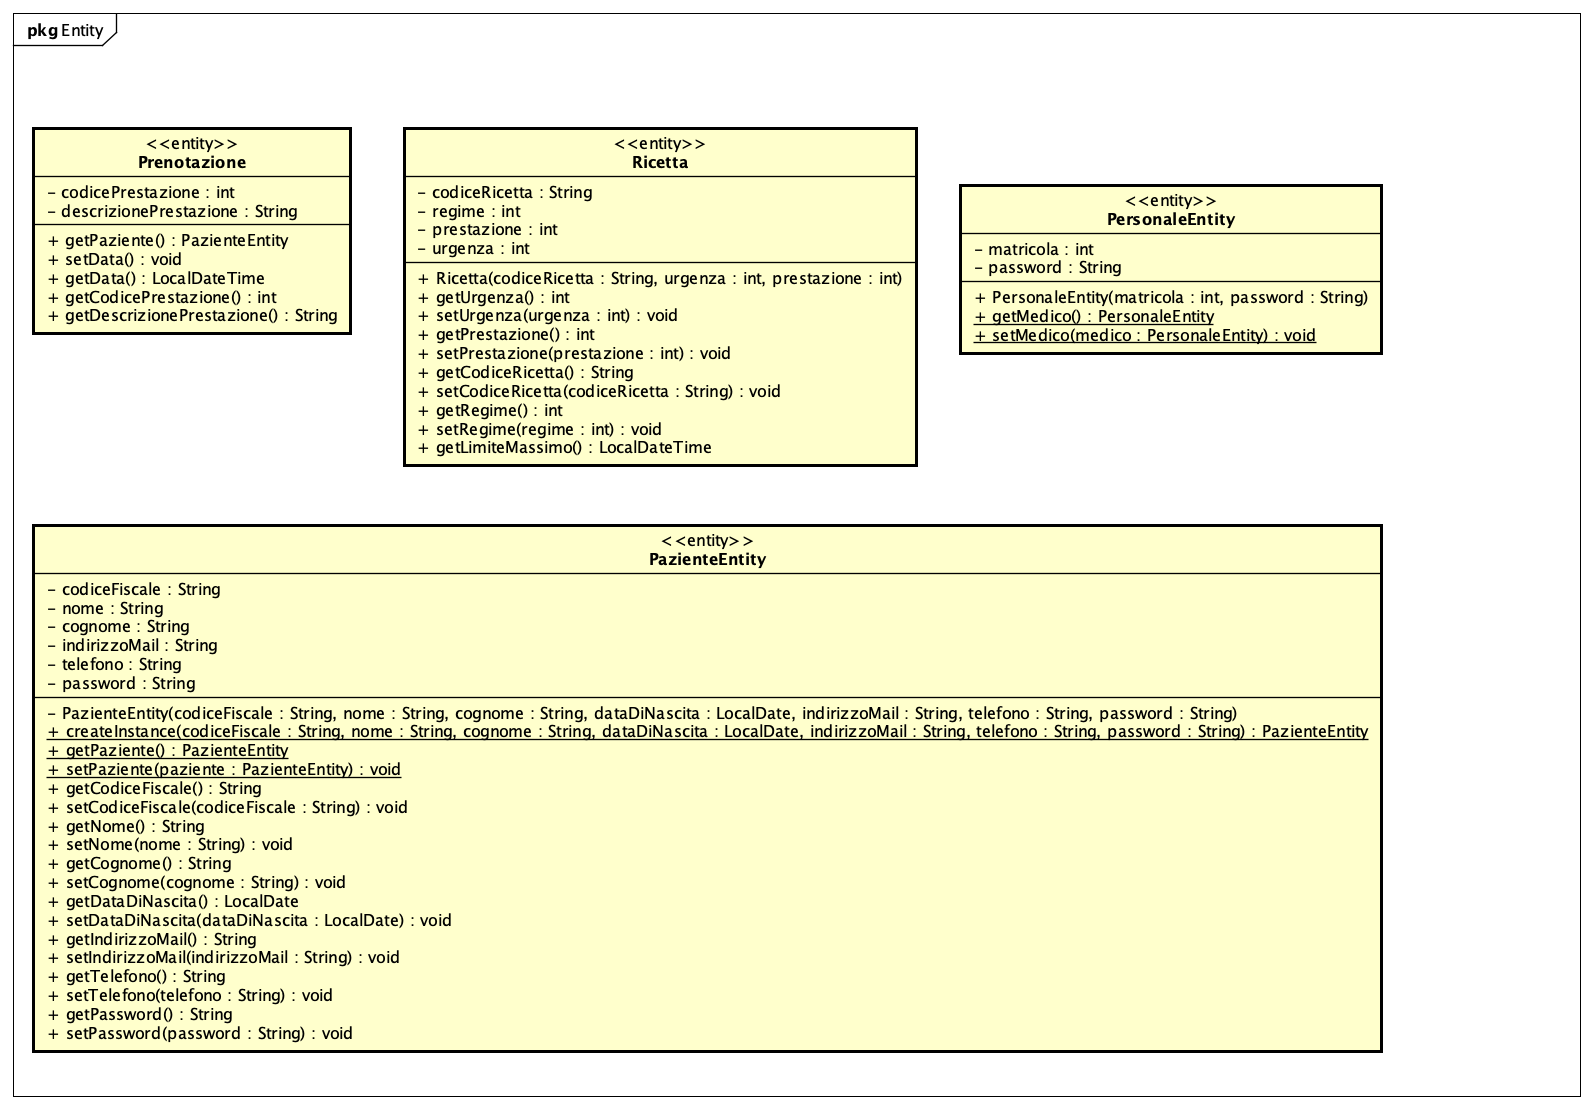 pkg Entity
<<entity>>
Prenotazione
- codicePrestazione : int
- descrizionePrestazione : String
+ getPaziente() : PazienteEntity
+ setData() : void
+ getData() : LocalDateTime
+ getCodicePrestazione() : int
+ getDescrizionePrestazione() : String
<<entity>>
Ricetta
- codiceRicetta : String
- regime : int
- prestazione : int
- urgenza : int
+ Ricetta(codiceRicetta : String, urgenza : int, prestazione : int)
+ getUrgenza() : int
+ setUrgenza(urgenza : int) : void
+ getPrestazione() : int
+ setPrestazione(prestazione : int) : void
+ getCodiceRicetta() : String
+ setCodiceRicetta(codiceRicetta : String) : void
+ getRegime() : int
+ setRegime(regime : int) : void
+ getLimiteMassimo() : LocalDateTime
<<entity>>
PersonaleEntity
- matricola : int
- password : String
+ PersonaleEntity(matricola : int, password : String)
+ getMedico() : PersonaleEntity
+ setMedico(medico : PersonaleEntity) : void
<<entity>>
PazienteEntity
- codiceFiscale : String
- nome : String
- cognome : String
- indirizzoMail : String
- telefono : String
- password : String
- PazienteEntity(codiceFiscale : String, nome : String, cognome : String, dataDiNascita : LocalDate, indirizzoMail : String, telefono : String, password : String)
+ createInstance(codiceFiscale : String, nome : String, cognome : String, dataDiNascita : LocalDate, indirizzoMail : String, telefono : String, password : String) : PazienteEntity
+ getPaziente() : PazienteEntity
+ setPaziente(paziente : PazienteEntity) : void
+ getCodiceFiscale() : String
+ setCodiceFiscale(codiceFiscale : String) : void
+ getNome() : String
+ setNome(nome : String) : void
+ getCognome() : String
+ setCognome(cognome : String) : void
+ getDataDiNascita() : LocalDate
+ setDataDiNascita(dataDiNascita : LocalDate) : void
+ getIndirizzoMail() : String
+ setIndirizzoMail(indirizzoMail : String) : void
+ getTelefono() : String
+ setTelefono(telefono : String) : void
+ getPassword() : String
+ setPassword(password : String) : void